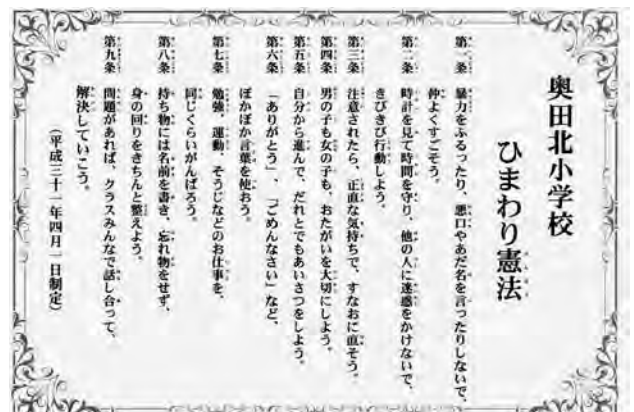 奥田北小学校
ひまわり憲法
第一条 暴力をふるったり、悪口やあだ名を言ったりしないで、
仲よくすごそう。
第二条 時計を見て時間を守り、他の人に迷惑をかけないで、
きびきび行動しよう。
第三条 注意されたら、正直な気持ちで、すなおに直そう。
第四条 男の子も女の子も、おたがいを大切にしよう。
第五条 自分から進んで、だれとでもあいさつをしよう。
第六条 「ありがとう」、「ごめんなさい」など、
ぽかぽか言葉を使おう。
第七条 勉強、運動、そうじなどのお仕事を、
同じくらいがんばろう。
第八条 持ち物には名前を書き、忘れ物をせず、
身の回りをきちんと整えよう。
第九条 問題があれば、クラスみんなで話し合って、
解決していこう。
（平成三十一年四月一日制定）